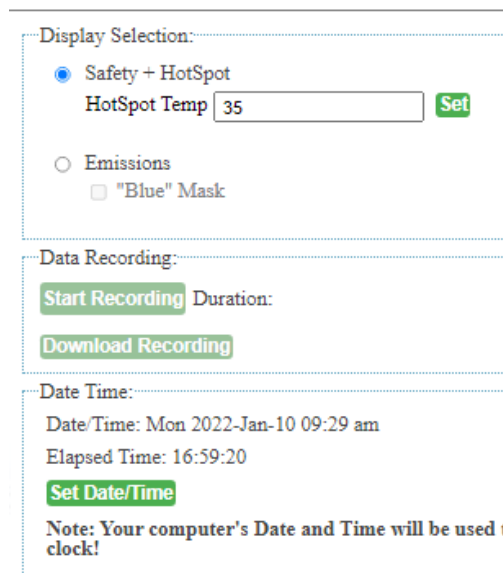 Display Selection:
Safety + HotSpot
HotSpot Temp 35 Set
Emissions
"Blue" Mask
Data Recording:
Start Recording Duration:
Download Recording
Date Time:
Date/Time: Mon 2022-Jan-10 09:29 am
Elapsed Time: 16:59:20
Set Date/Time
Note: Your computer's Date and Time will be used
clock!